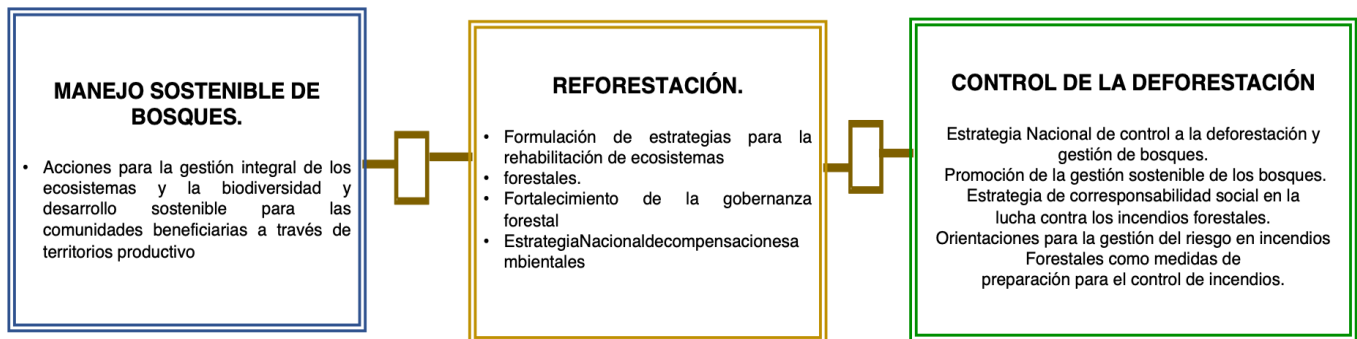 MANEJO SOSTENIBLE DE
BOSQUES.
• Acciones para la gestión integral de los
ecosistemas y la biodiversidad y
desarrollo sostenible para las
comunidades beneficiarias a través de
territorios productivo
REFORESTACIÓN.
• Formulación de estrategias para la
rehabilitación de ecosistemas
• forestales.
• Fortalecimiento de la gobernanza
forestal
• EstrategiaNacionaldecompensacionesa
mbientales
CONTROL DE LA DEFORESTACIÓN
Estrategia Nacional de control a la deforestación y
gestión de bosques.
Promoción de la gestión sostenible de los bosques.
Estrategia de corresponsabilidad social en la
lucha contra los incendios forestales.
Orientaciones para la gestión del riesgo en incendios
Forestales como medidas de
preparación para el control de incendios.